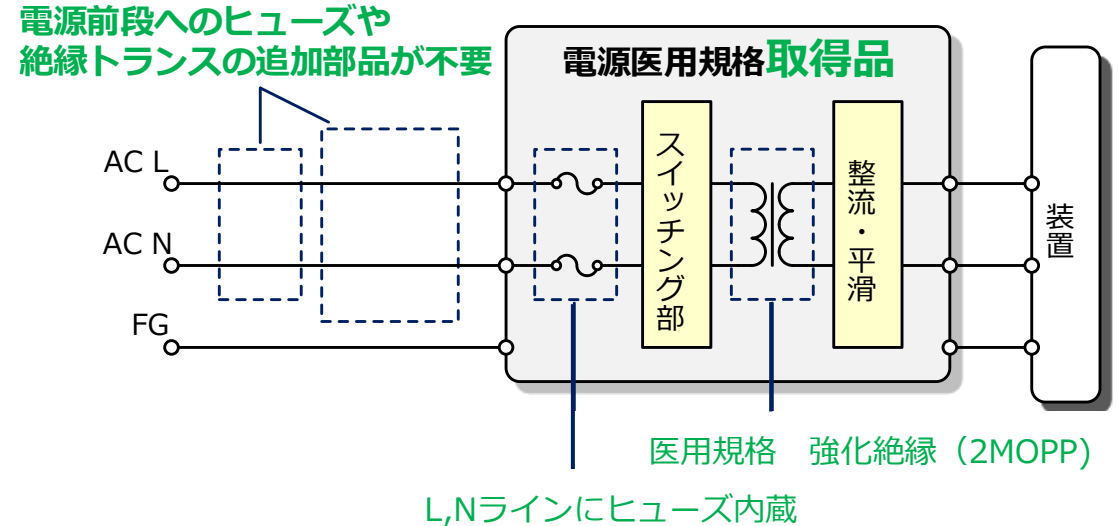 電源前段へのヒューズや
絶縁トランスの追加部品が不要
電源医用規格取得品
AC L
AC N
FG
スイッチング部
整流・平滑
装置
医用規格　強化絶縁（2MOPP)
L,Nラインにヒューズ内蔵